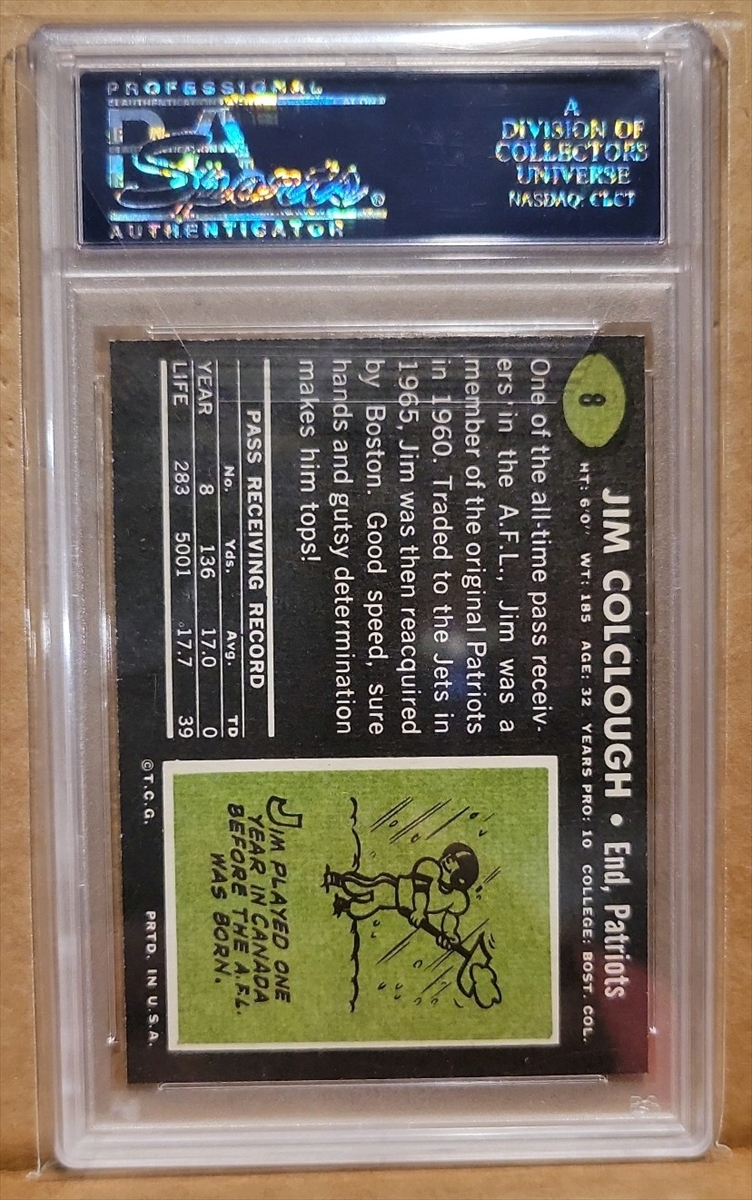 PROFESSIONAL
PSA
Sports®
AUTHENTICATOR
A
DIVISION OF
COLLECTORS
UNIVERSE
NASDAQ: CLCT
8
JIM COLCLOUGH • End, Patriots
HT: 6'0" WT: 185 AGE: 32 YEARS PRO: 10 COLLEGE: BOST. COL.
One of the all-time pass receiv-
ers in the A.F.L., Jim was a
member of the original Patriots
in 1960. Traded to the Jets in
1965, Jim was then reacquired
by Boston. Good speed, sure
hands and gutsy determination
makes him tops!
PASS RECEIVING RECORD
No. Yds. Avg. TD
YEAR 8 136 17.0 0
LIFE 283 5001 17.7 39
JIM PLAYED ONE
YEAR IN CANADA
BEFORE THE A.F.L.
WAS BORN.
©T.C.G. PRTD. IN U.S.A.